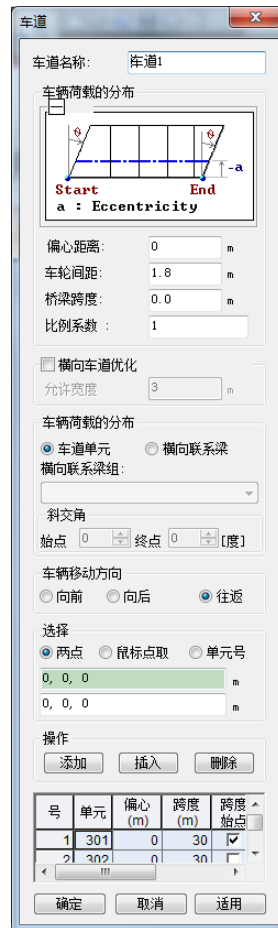 车道
车道名称: 车道1
车辆荷载的分布
θ θ
-a
Start End
a : Eccentricity
偏心距离: 0 m
车轮间距: 1.8 m
桥梁跨度: 0.0 m
比例系数 : 1
横向车道优化
允许宽度 3 m
车辆荷载的分布
车道单元 横向联系梁
横向联系梁组:
斜交角
始点 0 终点 0 [度]
车辆移动方向
向前 向后 往返
选择
两点 鼠标点取 单元号
0, 0, 0 m
0, 0, 0 m
操作
添加 插入 删除
号 单元 偏心 (m) 跨度 (m) 跨度 始点
1 301 0 30
2 302 0 30
确定 取消 适用